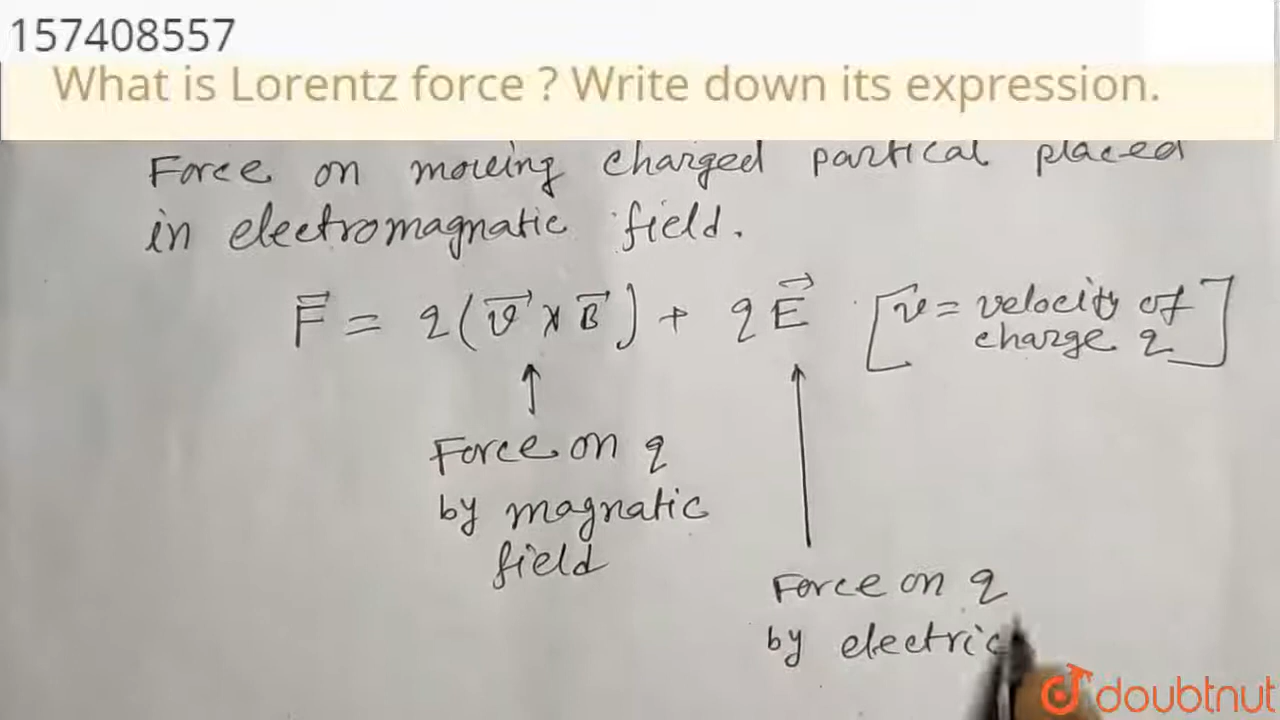 157408557
What is Lorentz force ? Write down its expression.
Force on moving charged partical placed
in electromagnatic field.
F⃗ = q(v⃗ × B⃗) + qE⃗ [v⃗ = velocity of
charge q]
↑
Force on q
by magnatic
field
Force on q
by electric
doubtnut